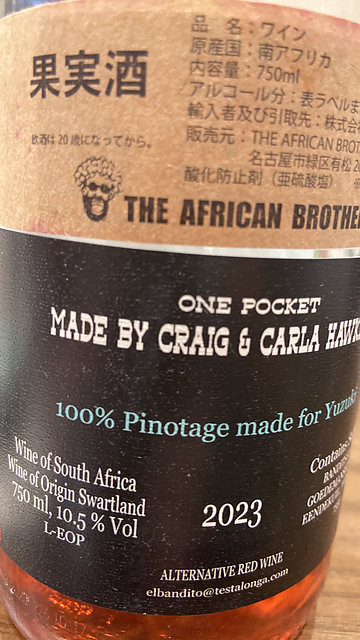 果実酒
飲酒は20歳になってから。
品 名：ワイン
原産国：南アフリカ
内容量：750ml
アルコール分：表ラベルま
輸入者及び引取先：株式会
販売元：THE AFRICAN BROT
名古屋市緑区有松
酸化防止剤（亜硫酸塩）
THE AFRICAN BROTHE
ONE POCKET
MADE BY CRAIG & CARLA HAWK
100% Pinotage made for Yuzuk
Wine of South Africa
Wine of Origin Swartland
750 ml, 10.5 % Vol
L-EOP
2023
Contains
BANDIT
GOEDEMA
EENDEKUIL
ALTERNATIVE RED WINE
elbandito@testalonga.com